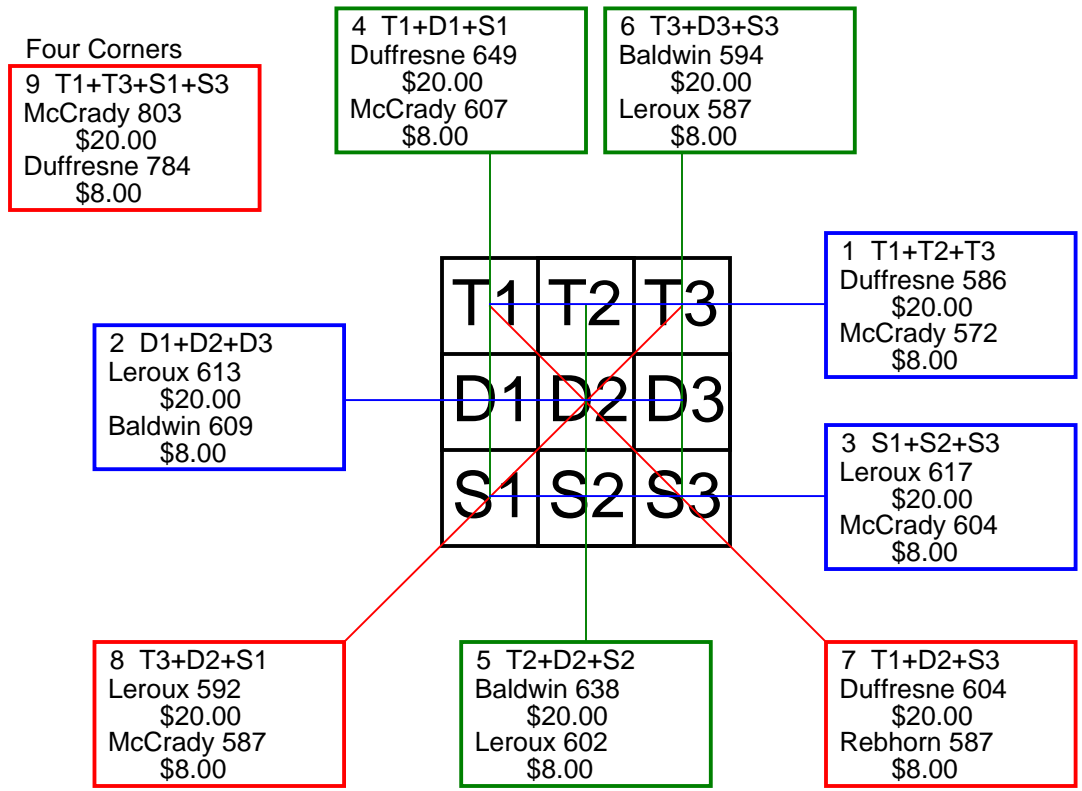 Four Corners
9 T1+T3+S1+S3
McCrady 803
$20.00
Duffresne 784
$8.00
4 T1+D1+S1
Duffresne 649
$20.00
McCrady 607
$8.00
6 T3+D3+S3
Baldwin 594
$20.00
Leroux 587
$8.00
1 T1+T2+T3
Duffresne 586
$20.00
McCrady 572
$8.00
T1 T2 T3
2 D1+D2+D3
Leroux 613
$20.00
Baldwin 609
$8.00
D1 D2 D3
3 S1+S2+S3
Leroux 617
$20.00
McCrady 604
$8.00
S1 S2 S3
8 T3+D2+S1
Leroux 592
$20.00
McCrady 587
$8.00
5 T2+D2+S2
Baldwin 638
$20.00
Leroux 602
$8.00
7 T1+D2+S3
Duffresne 604
$20.00
Rebhorn 587
$8.00